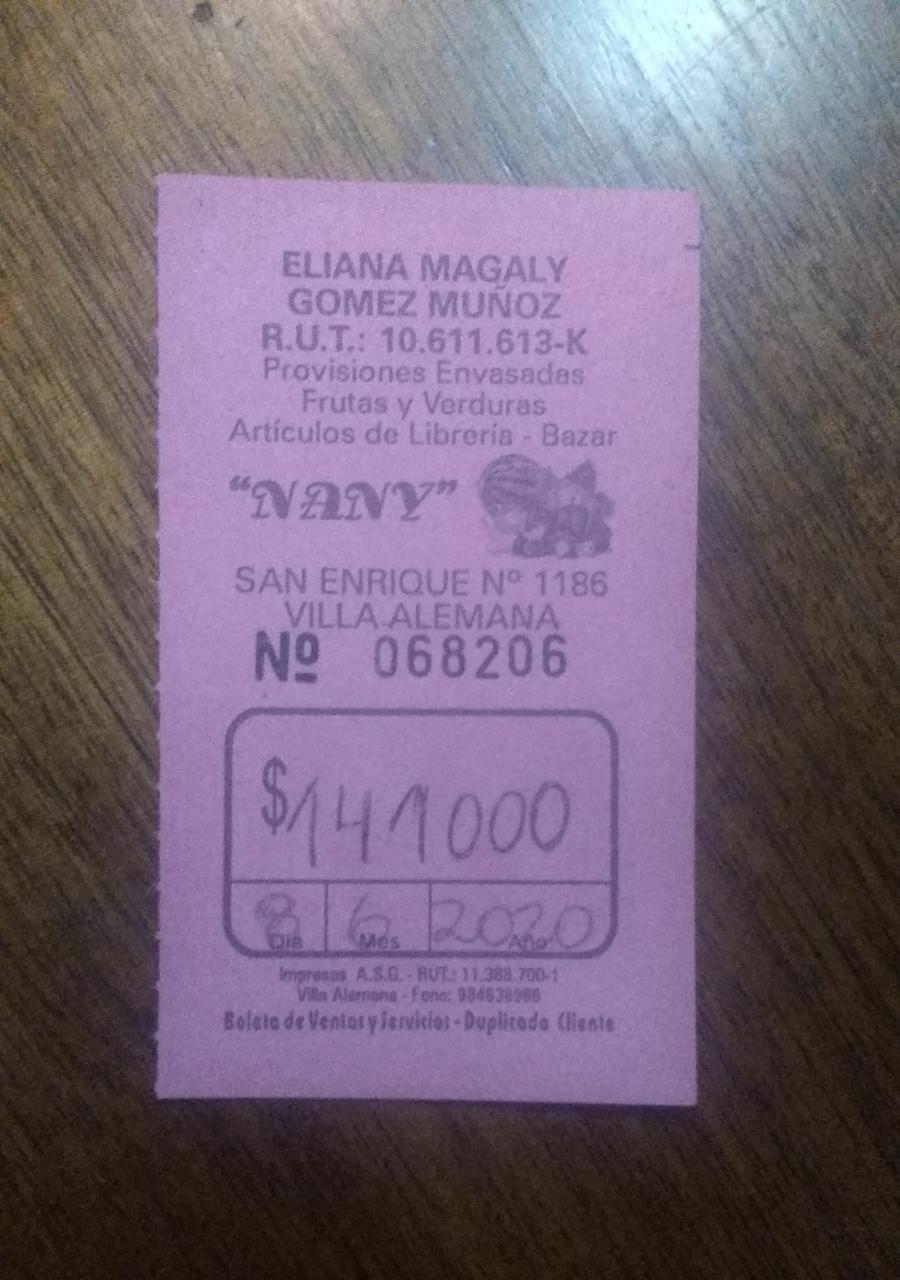 ELIANA MAGALY
GOMEZ MUÑOZ
R.U.T.: 10.611.613-K
Provisiones Envasadas
Frutas y Verduras
Artículos de Librería - Bazar
"NANY"
SAN ENRIQUE Nº 1186
VILLA ALEMANA
Nº 068206
$141000
8 6 2020
Día Mes Año
Impresos A.S.G. - RUT.: 11.388.700-1
Villa Alemana - Fono: 984638986
Boleta de Ventas y Servicios - Duplicado Cliente